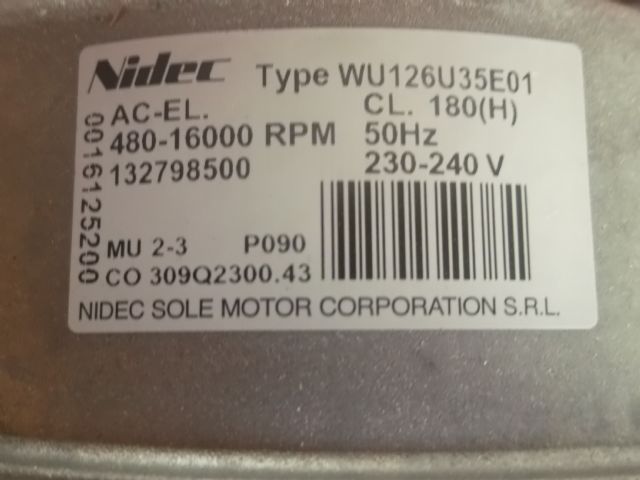 Nidec Type WU126U35E01
AC-EL. CL. 180(H)
480-16000 RPM 50Hz
132798500 230-240 V
MU 2-3 P090
CO 309Q2300.43
NIDEC SOLE MOTOR CORPORATION S.R.L.
0016125200